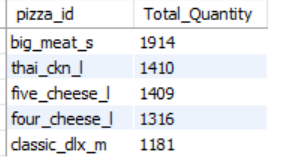 pizza_id Total_Quantity
big_meat_s 1914
thai_ckn_l 1410
five_cheese_l 1409
four_cheese_l 1316
classic_dlx_m 1181